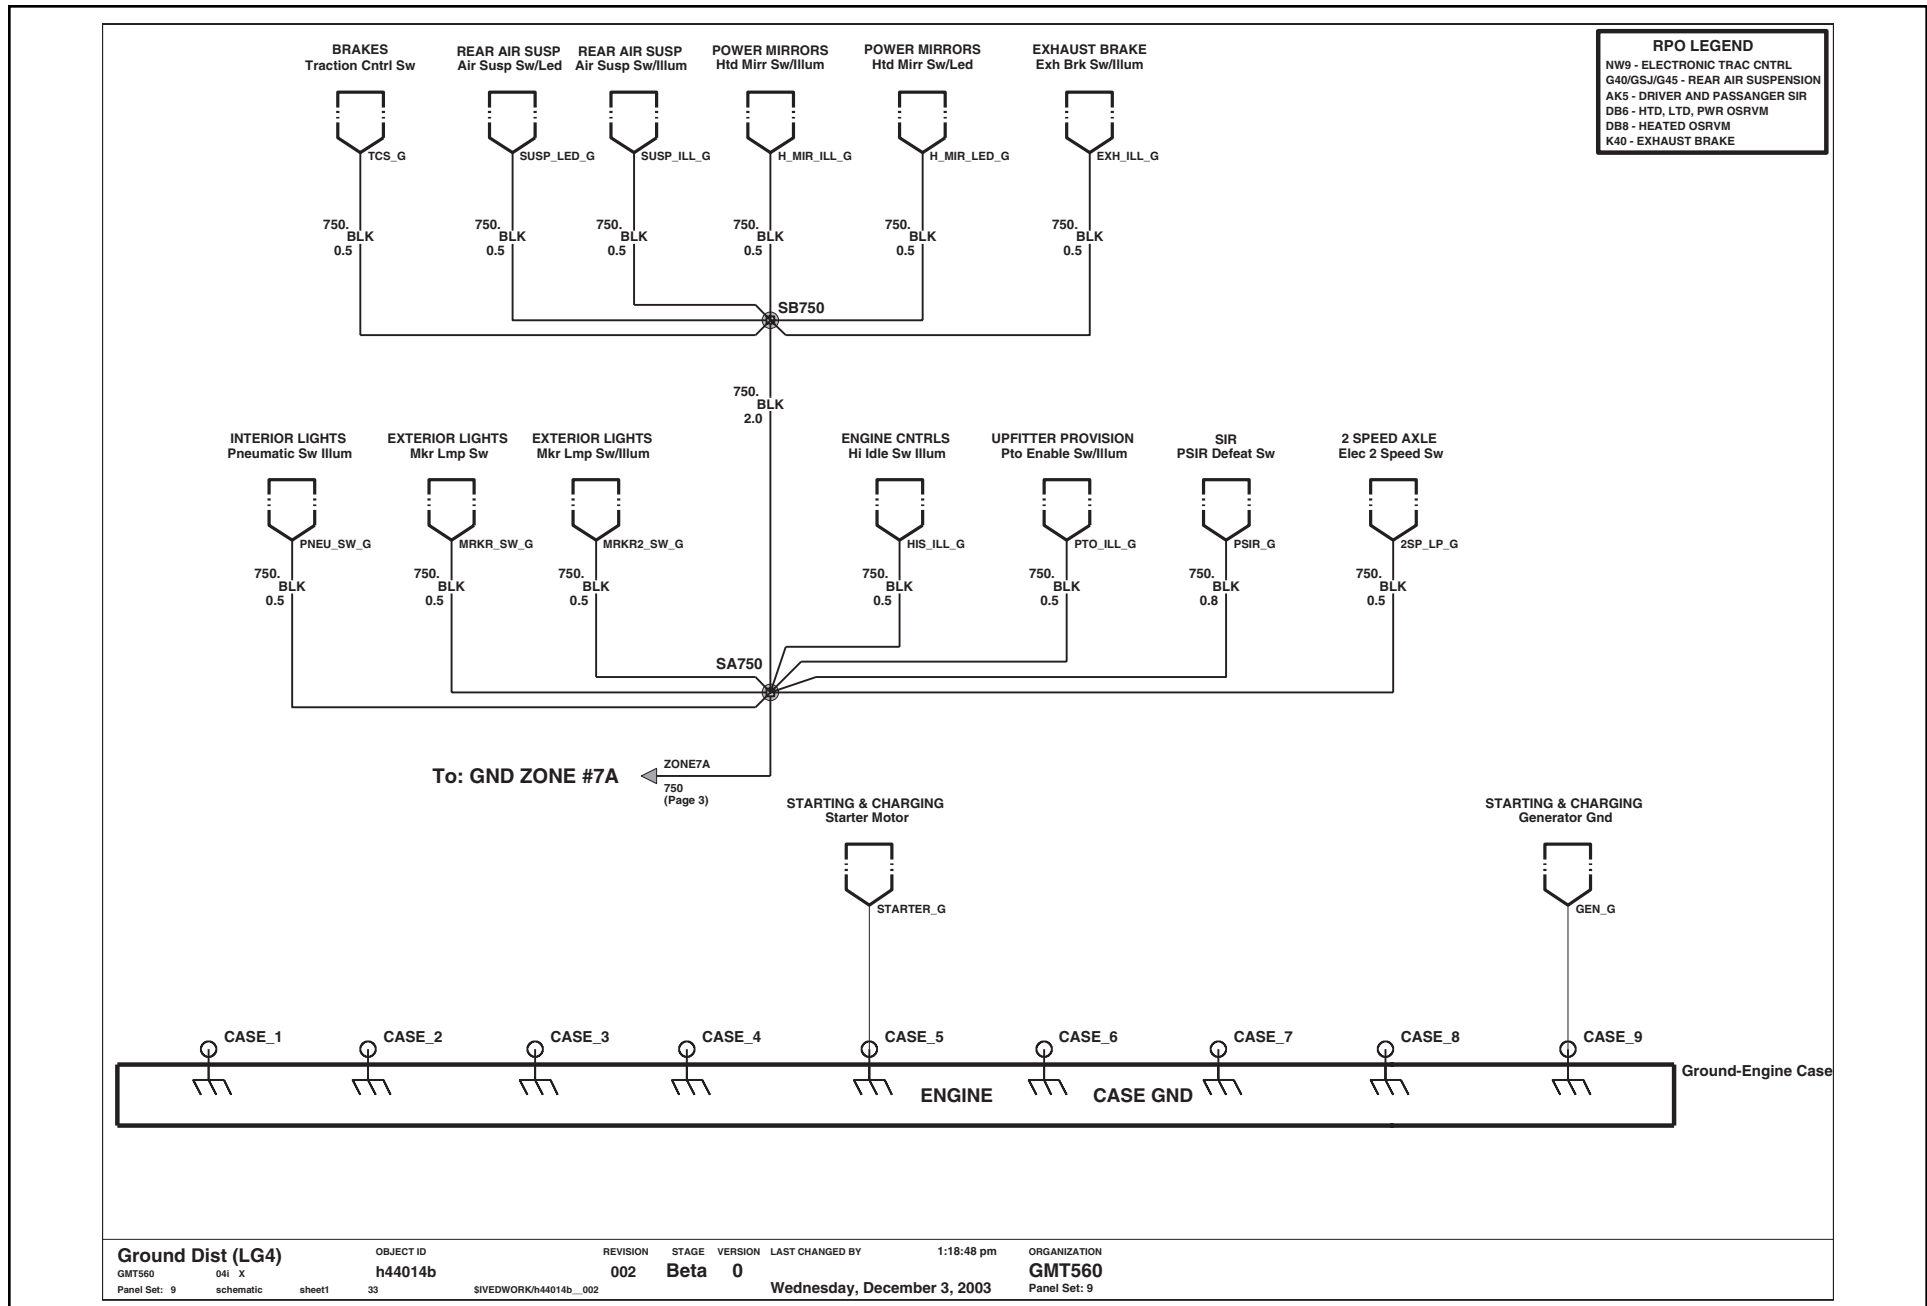 BRAKES
Traction Cntrl Sw
REAR AIR SUSP
Air Susp Sw/Led
REAR AIR SUSP
Air Susp Sw/Illum
POWER MIRRORS
Htd Mirr Sw/Illum
POWER MIRRORS
Htd Mirr Sw/Led
EXHAUST BRAKE
Exh Brk Sw/Illum
RPO LEGEND
NW9 - ELECTRONIC TRAC CNTRL
G40/GSJ/G45 - REAR AIR SUSPENSION
AK5 - DRIVER AND PASSANGER SIR
DB6 - HTD, LTD, PWR OSRVM
DB8 - HEATED OSRVM
K40 - EXHAUST BRAKE
TCS_G
SUSP_LED_G
SUSP_ILL_G
H_MIR_ILL_G
H_MIR_LED_G
EXH_ILL_G
750.
BLK
0.5
750.
BLK
0.5
750.
BLK
0.5
750.
BLK
0.5
750.
BLK
0.5
750.
BLK
0.5
SB750
750.
BLK
2.0
INTERIOR LIGHTS
Pneumatic Sw Illum
EXTERIOR LIGHTS
Mkr Lmp Sw
EXTERIOR LIGHTS
Mkr Lmp Sw/Illum
ENGINE CNTRLS
Hi Idle Sw Illum
UPFITTER PROVISION
Pto Enable Sw/Illum
SIR
PSIR Defeat Sw
2 SPEED AXLE
Elec 2 Speed Sw
PNEU_SW_G
MRKR_SW_G
MRKR2_SW_G
HIS_ILL_G
PTO_ILL_G
PSIR_G
2SP_LP_G
750.
BLK
0.5
750.
BLK
0.5
750.
BLK
0.5
750.
BLK
0.5
750.
BLK
0.5
750.
BLK
0.8
750.
BLK
0.5
SA750
To: GND ZONE #7A
ZONE7A
750
(Page 3)
STARTING & CHARGING
Starter Motor
STARTING & CHARGING
Generator Gnd
STARTER_G
GEN_G
CASE_1
CASE_2
CASE_3
CASE_4
CASE_5
CASE_6
CASE_7
CASE_8
CASE_9
Ground-Engine Case
ENGINE CASE GND
Ground Dist (LG4)
GMT560 04i X
Panel Set: 9 schematic sheet1 33 $IVEDWORK/h44014b__002
OBJECT ID
h44014b
REVISION
002
STAGE
Beta
VERSION
0
LAST CHANGED BY
1:18:48 pm
Wednesday, December 3, 2003
ORGANIZATION
GMT560
Panel Set: 9